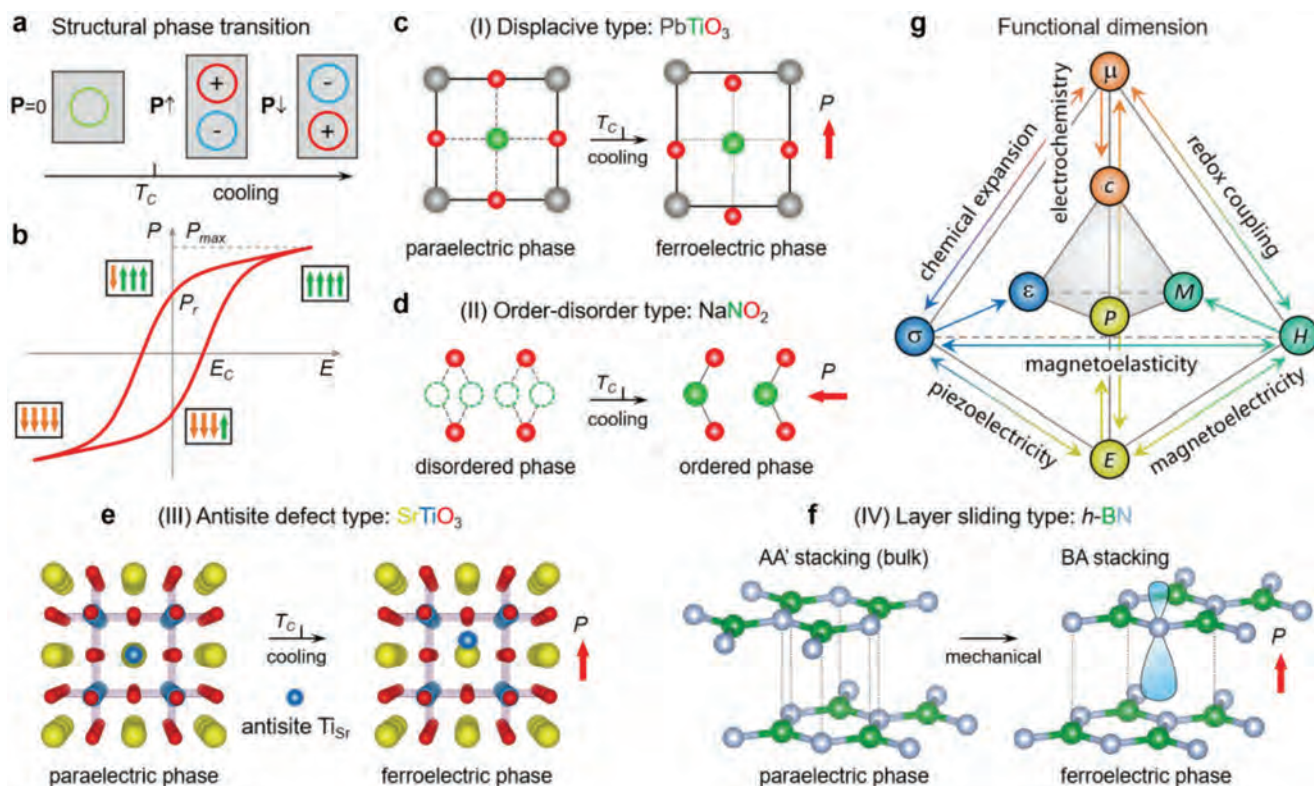 a Structural phase transition
P=0
P↑
+
-
P↓
-
+
T_C cooling
b
P
P_max
P_r
E_C
E
c (I) Displacive type: PbTiO₃
T_C
cooling
P
paraelectric phase
ferroelectric phase
d (II) Order-disorder type: NaNO₂
T_C
cooling
P
disordered phase
ordered phase
e (III) Antisite defect type: SrTiO₃
T_C
cooling
antisite Ti_Sr
P
paraelectric phase
ferroelectric phase
f (IV) Layer sliding type: h-BN
AA' stacking (bulk)
BA stacking
mechanical
P
paraelectric phase
ferroelectric phase
g Functional dimension
μ
chemical expansion
electrochemistry
redox coupling
c
ε
M
P
σ
H
magnetoelasticity
piezoelectricity
magnetoelectricity
E